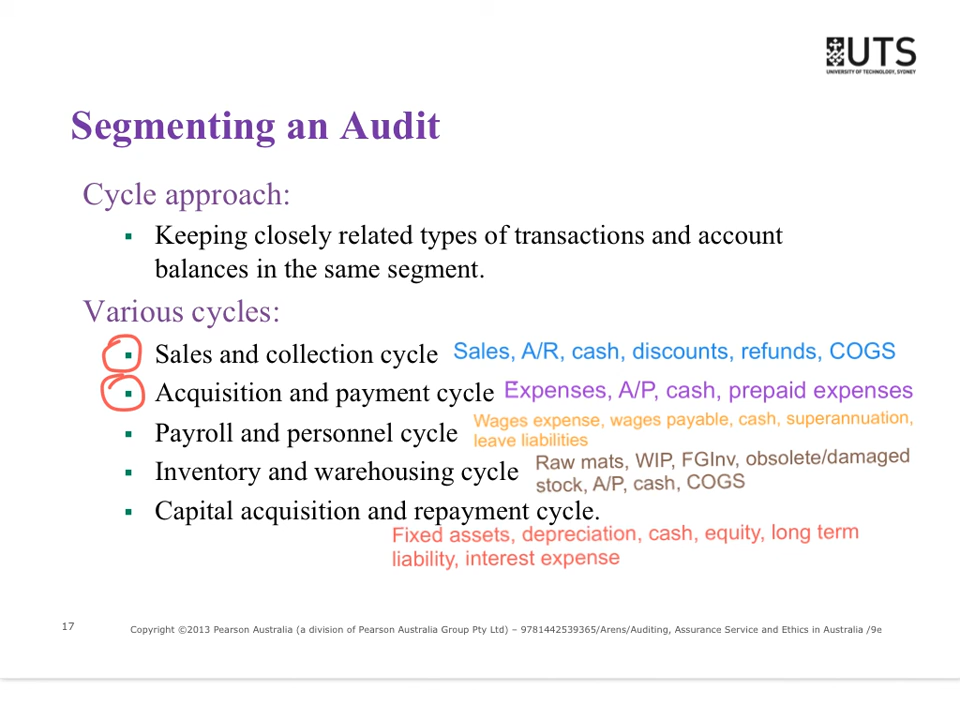 UTS
UNIVERSITY OF TECHNOLOGY, SYDNEY
Segmenting an Audit
Cycle approach:
Keeping closely related types of transactions and account
balances in the same segment.
Various cycles:
Sales and collection cycle Sales, A/R, cash, discounts, refunds, COGS
Acquisition and payment cycle Expenses, A/P, cash, prepaid expenses
Payroll and personnel cycle Wages expense, wages payable, cash, superannuation,
leave liabilities
Inventory and warehousing cycle Raw mats, WIP, FGInv, obsolete/damaged
stock, A/P, cash, COGS
Capital acquisition and repayment cycle.
Fixed assets, depreciation, cash, equity, long term
liability, interest expense
17
Copyright ©2013 Pearson Australia (a division of Pearson Australia Group Pty Ltd) – 9781442539365/Arens/Auditing, Assurance Service and Ethics in Australia /9e